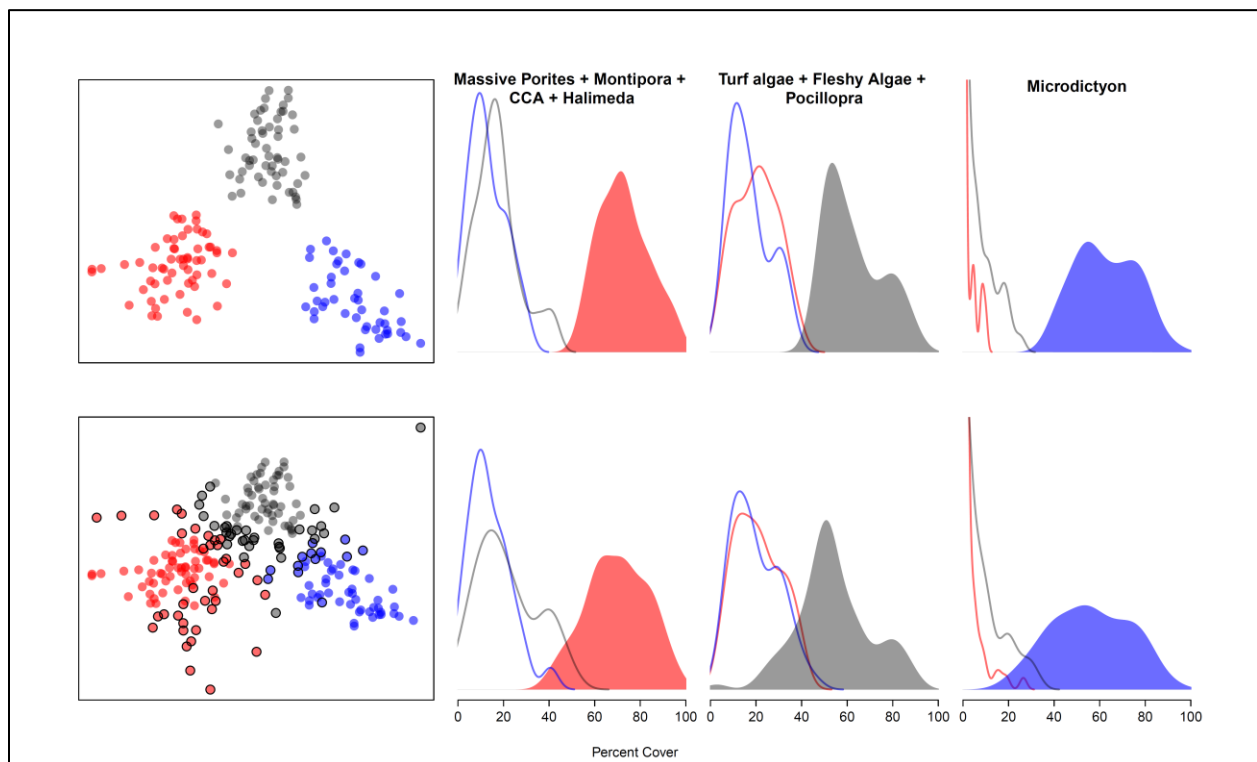 Massive Porites + Montipora +
CCA + Halimeda
Turf algae + Fleshy Algae +
Pocillopra
Microdictyon
0 20 40 60 80 100
0 20 40 60 80 100
0 20 40 60 80 100
Percent Cover